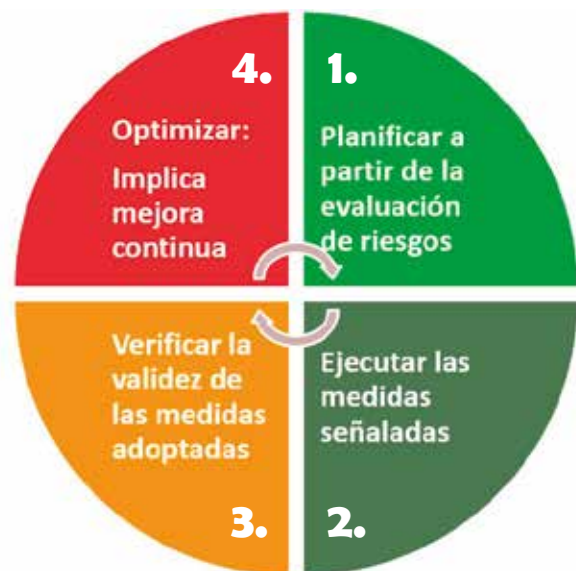 1.
Planificar a
partir de la
evaluación
de riesgos
2.
Ejecutar las
medidas
señaladas
3.
Verificar la
validez de
las medidas
adoptadas
4.
Optimizar:
Implica
mejora
continua